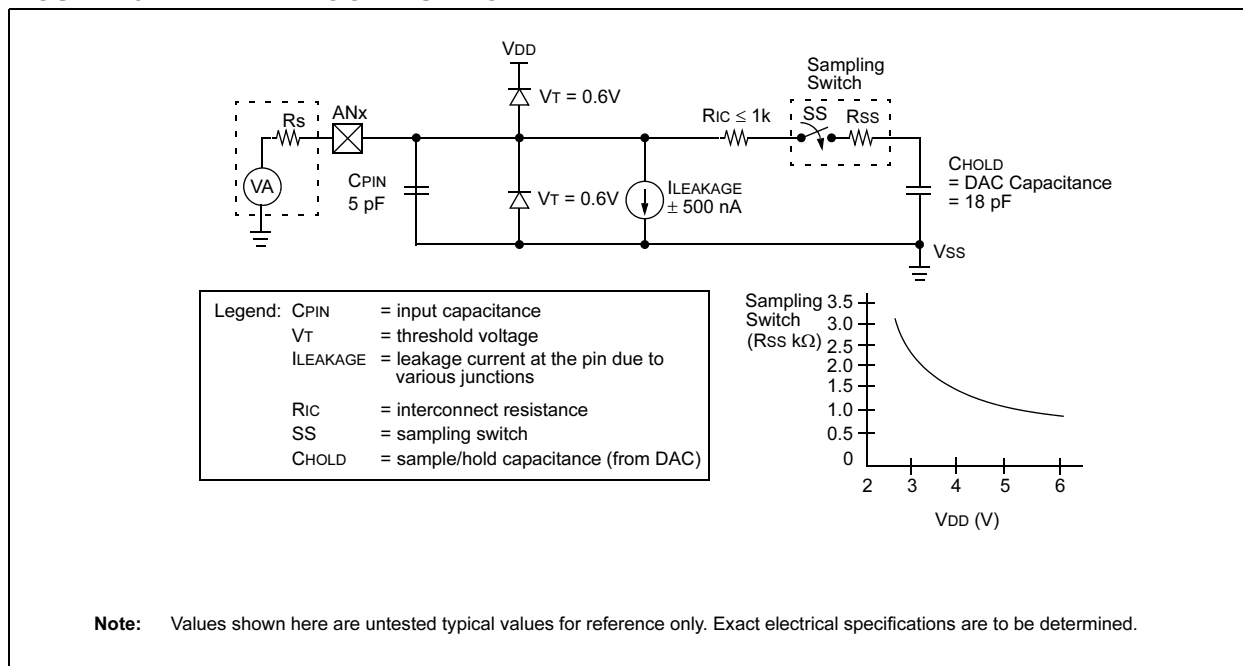 VDD
VT = 0.6V
Sampling
Switch
Rs
ANx
RIC ≤ 1k
SS
RSS
VA
CPIN
5 pF
VT = 0.6V
ILEAKAGE
± 500 nA
CHOLD
= DAC Capacitance
= 18 pF
VSS
Legend: CPIN = input capacitance
VT = threshold voltage
ILEAKAGE = leakage current at the pin due to
various junctions
RIC = interconnect resistance
SS = sampling switch
CHOLD = sample/hold capacitance (from DAC)
Sampling
Switch
(RSS kΩ)
3.5
3.0
2.5
2.0
1.5
1.0
0.5
0
2 3 4 5 6
VDD (V)
Note: Values shown here are untested typical values for reference only. Exact electrical specifications are to be determined.